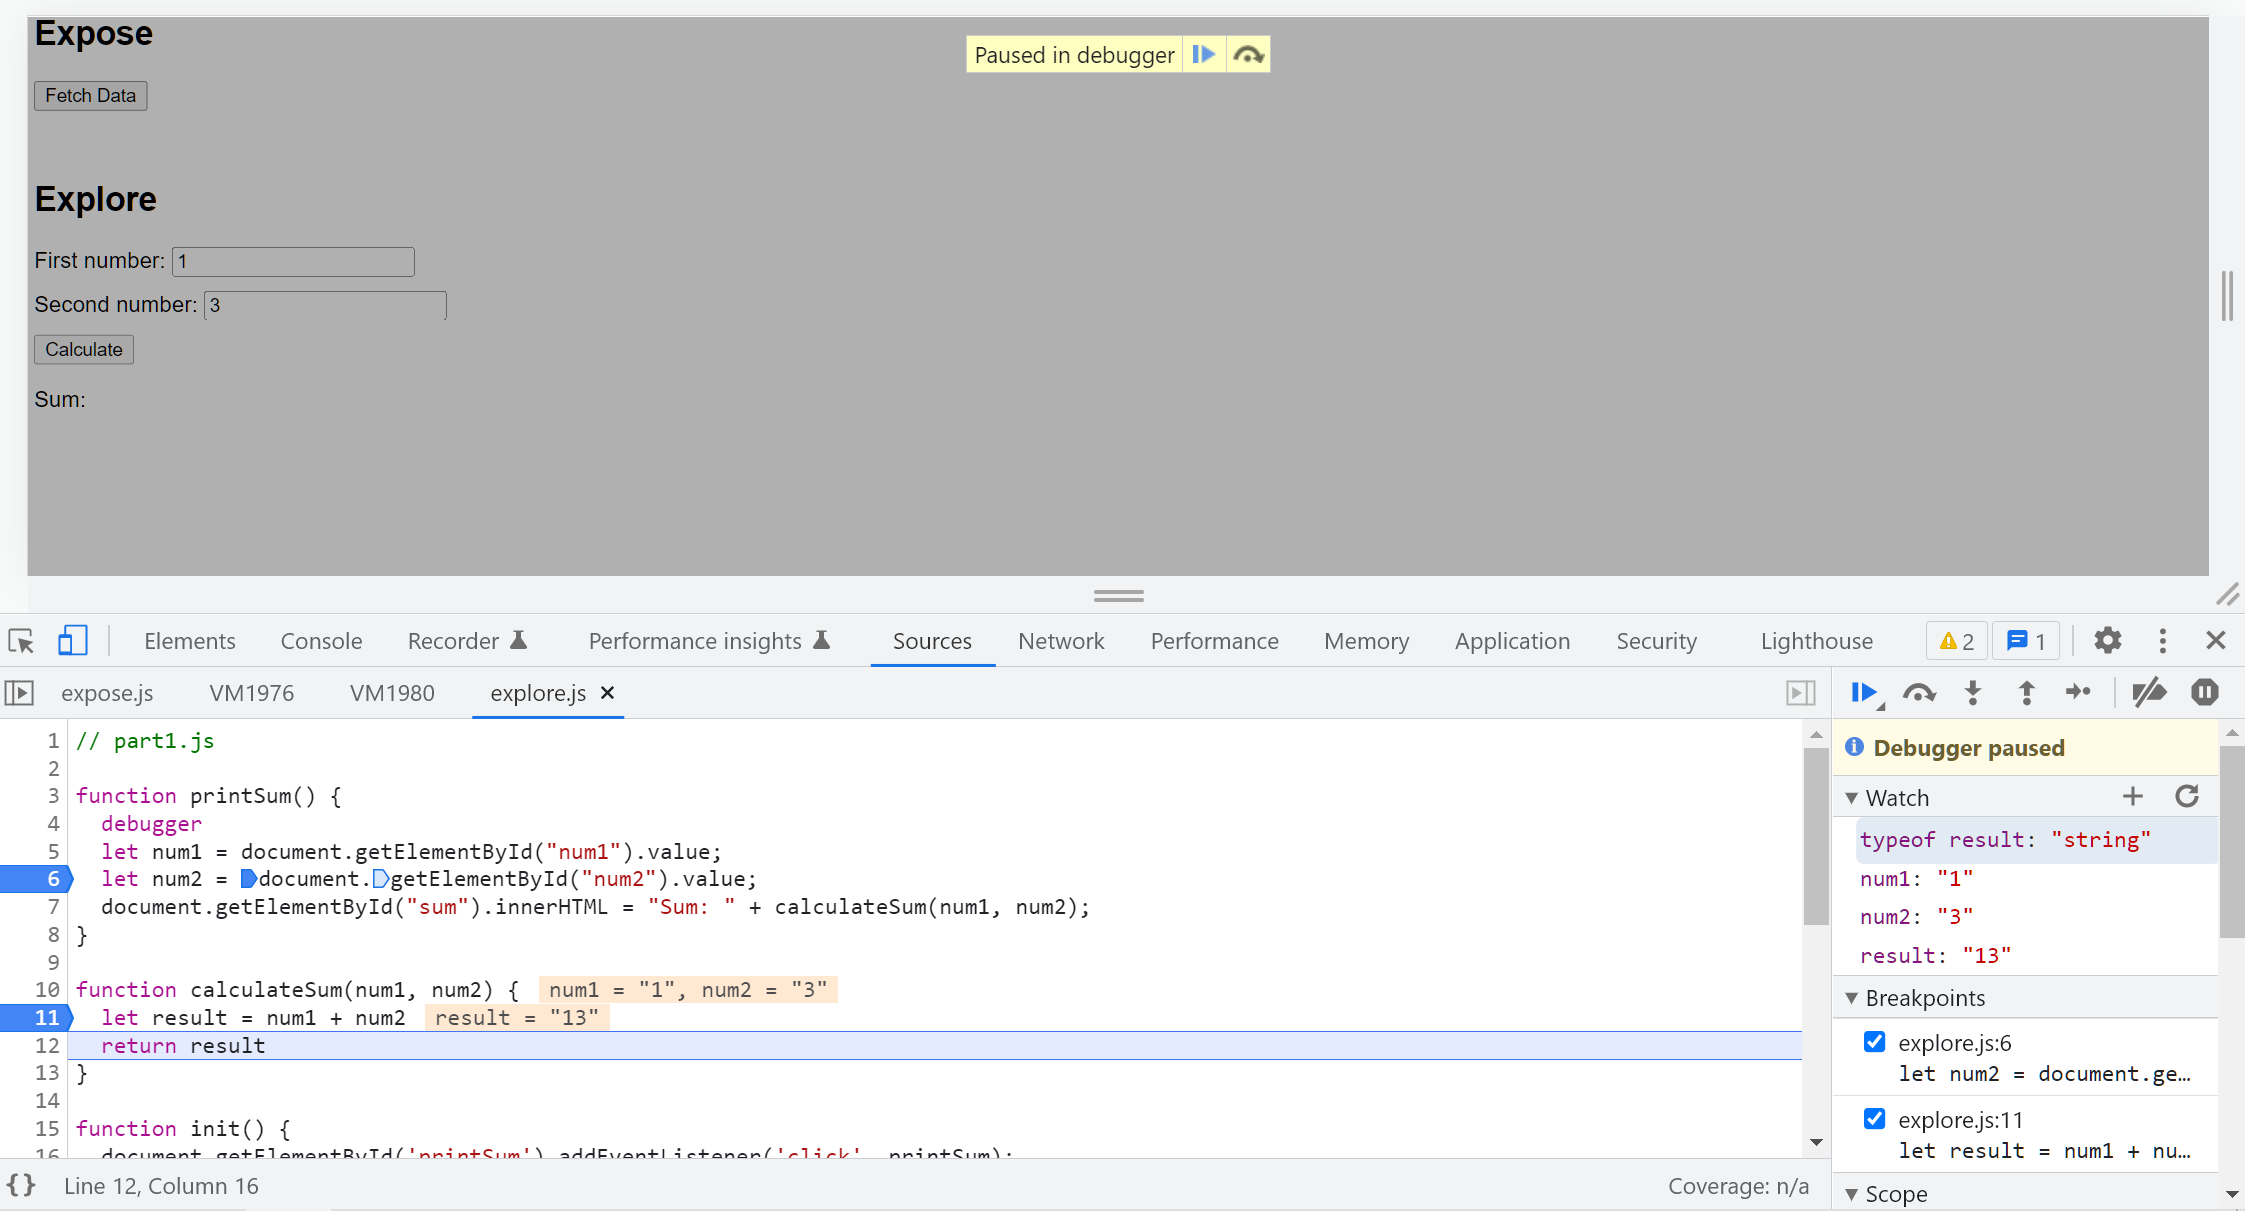 Expose
Paused in debugger
Fetch Data
Explore
First number: 1
Second number: 3
Calculate
Sum:
Elements Console Recorder Performance insights Sources Network Performance Memory Application Security Lighthouse 2 1
expose.js VM1976 VM1980 explore.js
1 // part1.js
2
3 function printSum() {
4 debugger
5 let num1 = document.getElementById("num1").value;
6 let num2 = document.getElementById("num2").value;
7 document.getElementById("sum").innerHTML = "Sum: " + calculateSum(num1, num2);
8 }
9
10 function calculateSum(num1, num2) { num1 = "1", num2 = "3"
11 let result = num1 + num2 result = "13"
12 return result
13 }
14
15 function init() {
16 document.getElementById('printSum').addEventListener('click', printSum);
{} Line 12, Column 16 Coverage: n/a
Debugger paused
Watch
typeof result: "string"
num1: "1"
num2: "3"
result: "13"
Breakpoints
explore.js:6
let num2 = document.ge…
explore.js:11
let result = num1 + nu…
Scope